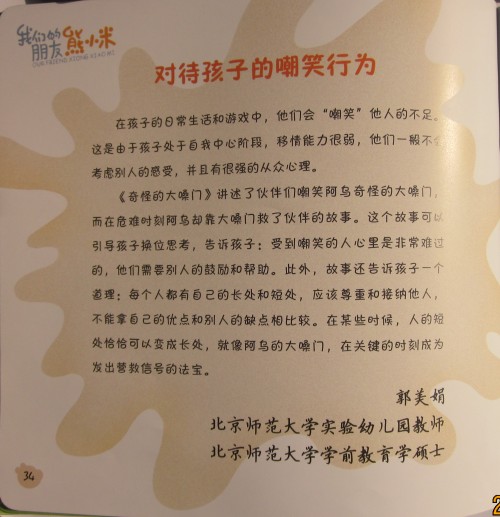 我们的
朋友熊小米
OUR FRIEND XIONG XIAO MI
对待孩子的嘲笑行为
在孩子的日常生活和游戏中，他们会“嘲笑”他人的不足。
这是由于孩子处于自我中心阶段，移情能力很弱，他们一般不会
考虑别人的感受，并且有很强的从众心理。
《奇怪的大嗓门》讲述了伙伴们嘲笑阿乌奇怪的大嗓门，
而在危难时刻阿乌却靠大嗓门救了伙伴的故事。这个故事可以
引导孩子换位思考，告诉孩子：受到嘲笑的人心里是非常难过
的，他们需要别人的鼓励和帮助。此外，故事还告诉孩子一个
道理：每个人都有自己的长处和短处，应该尊重和接纳他人，
不能拿自己的优点和别人的缺点相比较。在某些时候，人的短
处恰恰可以变成长处，就像阿乌的大嗓门，在关键的时刻成为
发出营救信号的法宝。
郭美娟
北京师范大学实验幼儿园教师
北京师范大学学前教育学硕士
34